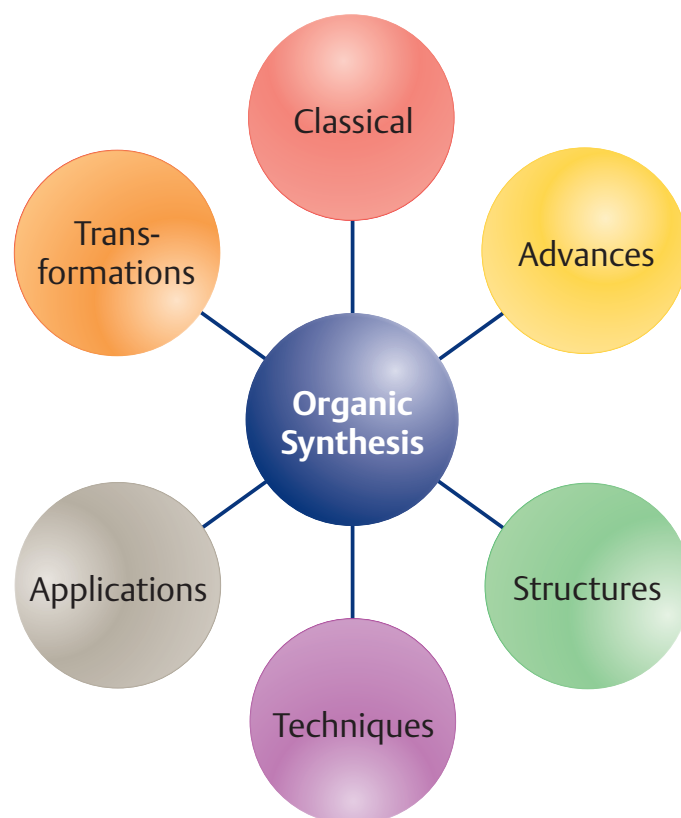 Classical
Trans-
formations
Advances
Organic
Synthesis
Applications
Structures
Techniques